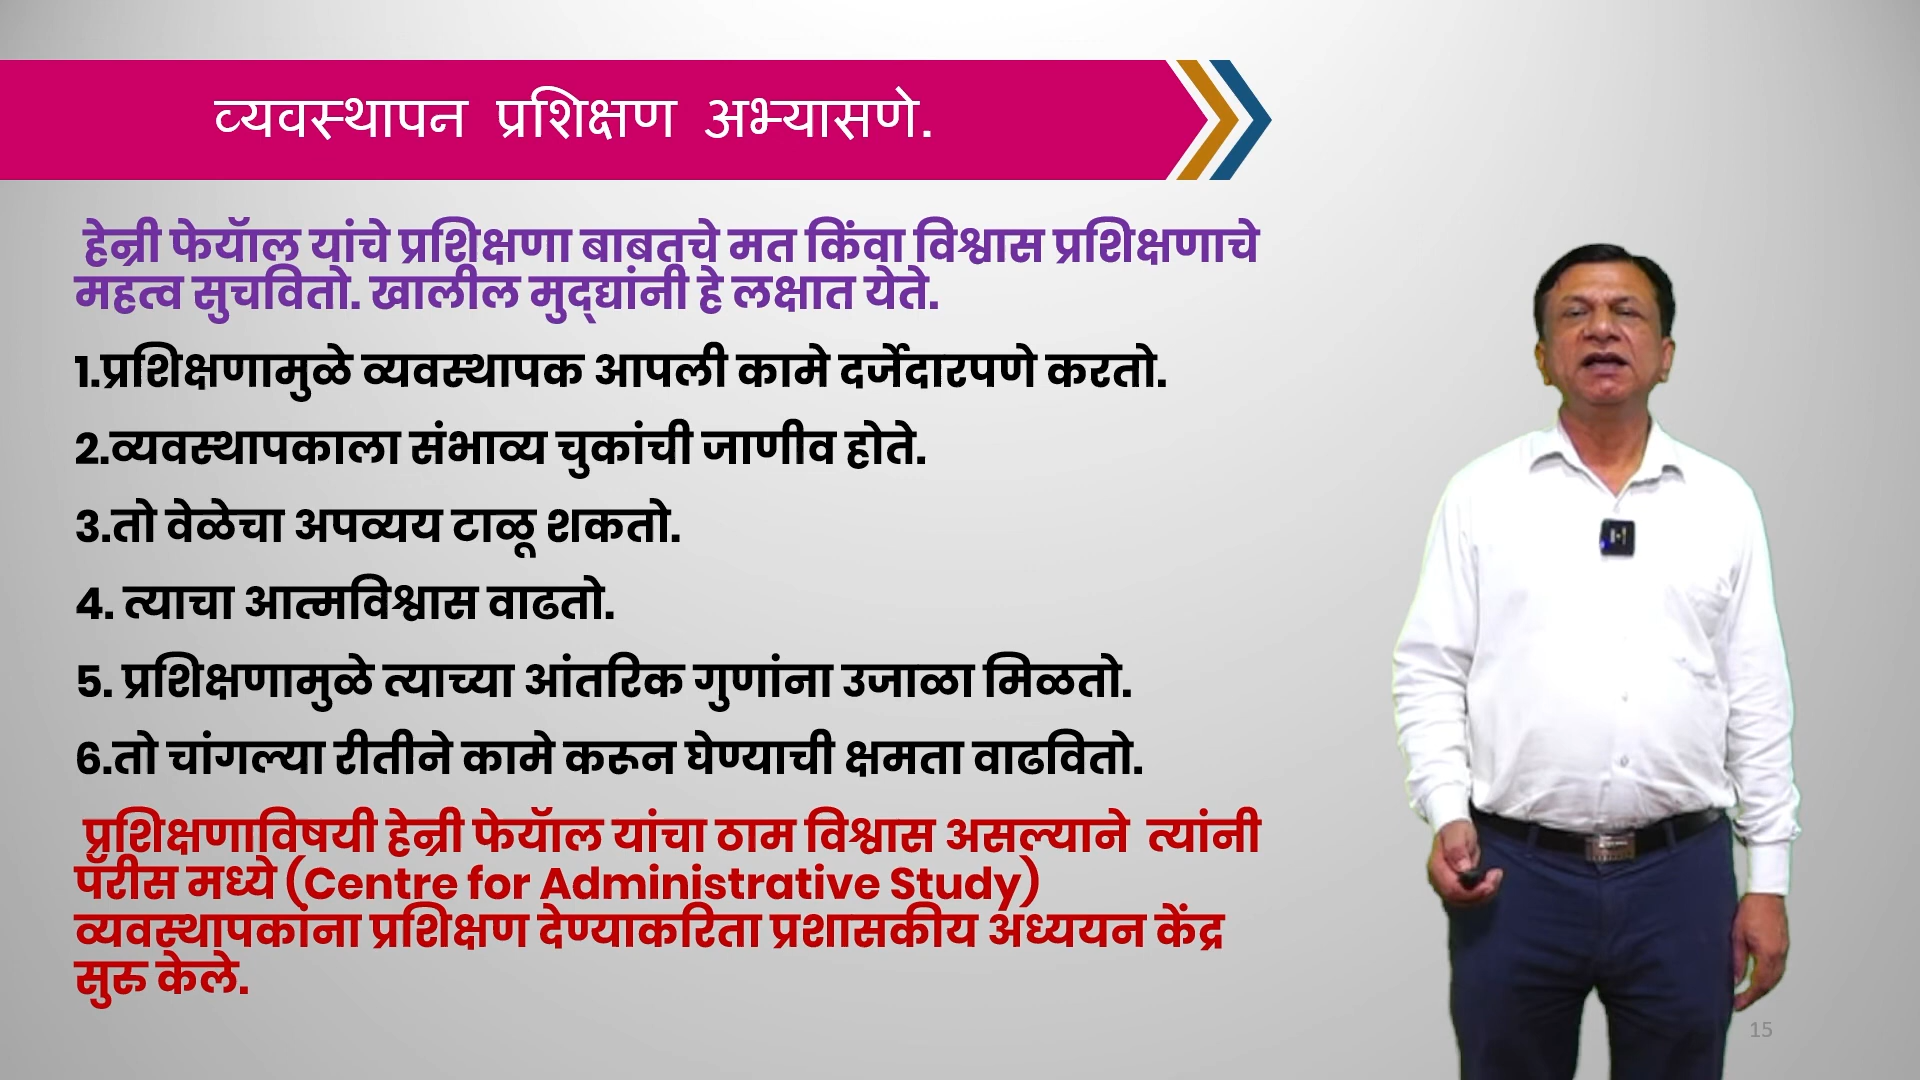 व्यवस्थापन प्रशिक्षण अभ्यासणे.
हेन्री फेयॅाल यांचे प्रशिक्षणा बाबतचे मत किंवा विश्वास प्रशिक्षणाचे
महत्व सुचवितो. खालील मुद्द्यांनी हे लक्षात येते.
1.प्रशिक्षणामुळे व्यवस्थापक आपली कामे दर्जेदारपणे करतो.
2.व्यवस्थापकाला संभाव्य चुकांची जाणीव होते.
3.तो वेळेचा अपव्यय टाळू शकतो.
4. त्याचा आत्मविश्वास वाढतो.
5. प्रशिक्षणामुळे त्याच्या आंतरिक गुणांना उजाळा मिळतो.
6.तो चांगल्या रीतीने कामे करून घेण्याची क्षमता वाढवितो.
प्रशिक्षणाविषयी हेन्री फेयॅाल यांचा ठाम विश्वास असल्याने त्यांनी
पॅरीस मध्ये (Centre for Administrative Study)
व्यवस्थापकांना प्रशिक्षण देण्याकरिता प्रशासकीय अध्ययन केंद्र
सुरु केले.
15